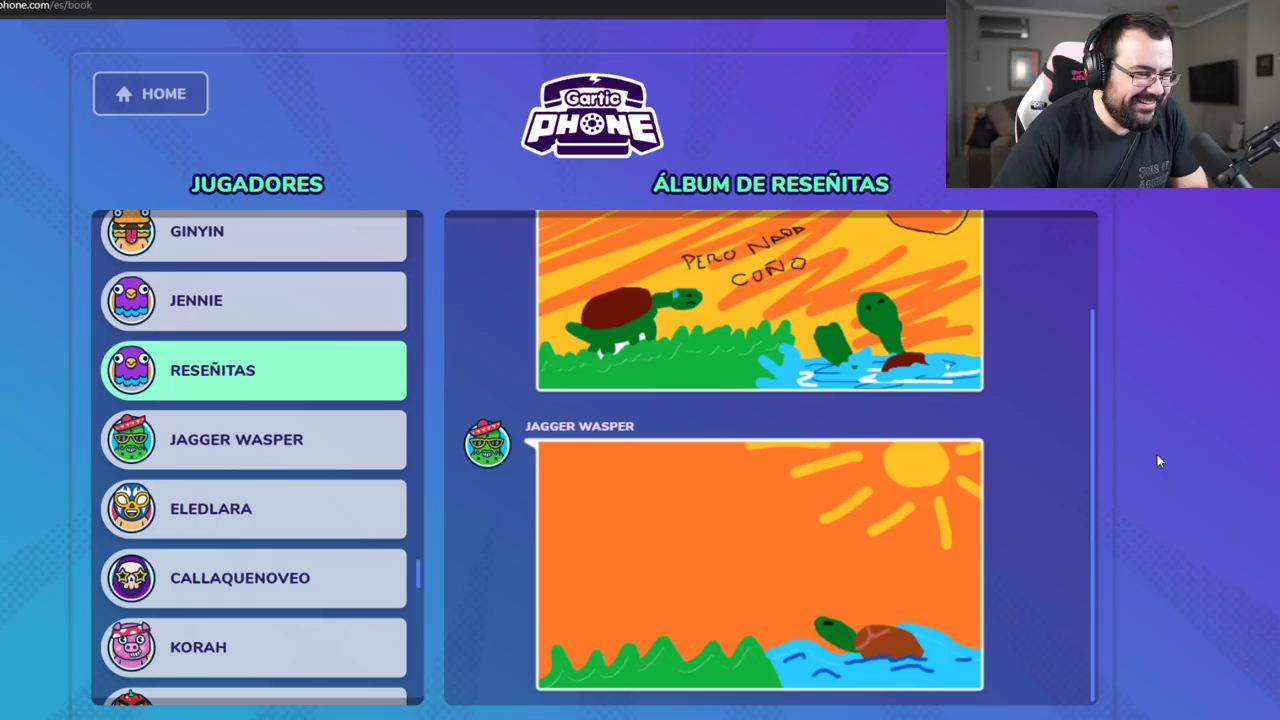 phone.com/es/book
HOME
Gartic
PHONE
JUGADORES
ÁLBUM DE RESEÑITAS
GINYIN
JENNIE
RESEÑITAS
JAGGER WASPER
ELEDLARA
CALLAQUENOVEO
KORAH
PERO NADA
COÑO
JAGGER WASPER